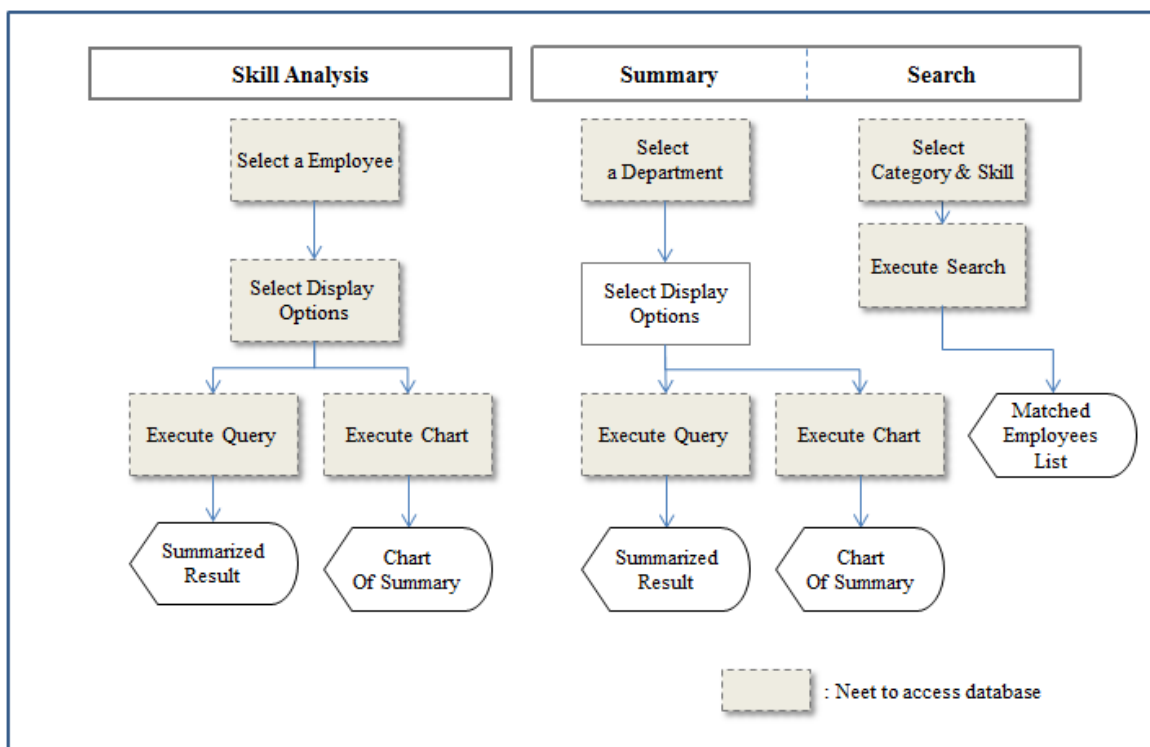 Skill Analysis
Summary
Search
Select a Employee
Select
a Department
Select
Category & Skill
Execute Search
Select Display
Options
Select Display
Options
Execute Query
Execute Chart
Execute Query
Execute Chart
Matched
Employees
List
Summarized
Result
Chart
Of Summary
Summarized
Result
Chart
Of Summary
: Neet to access database